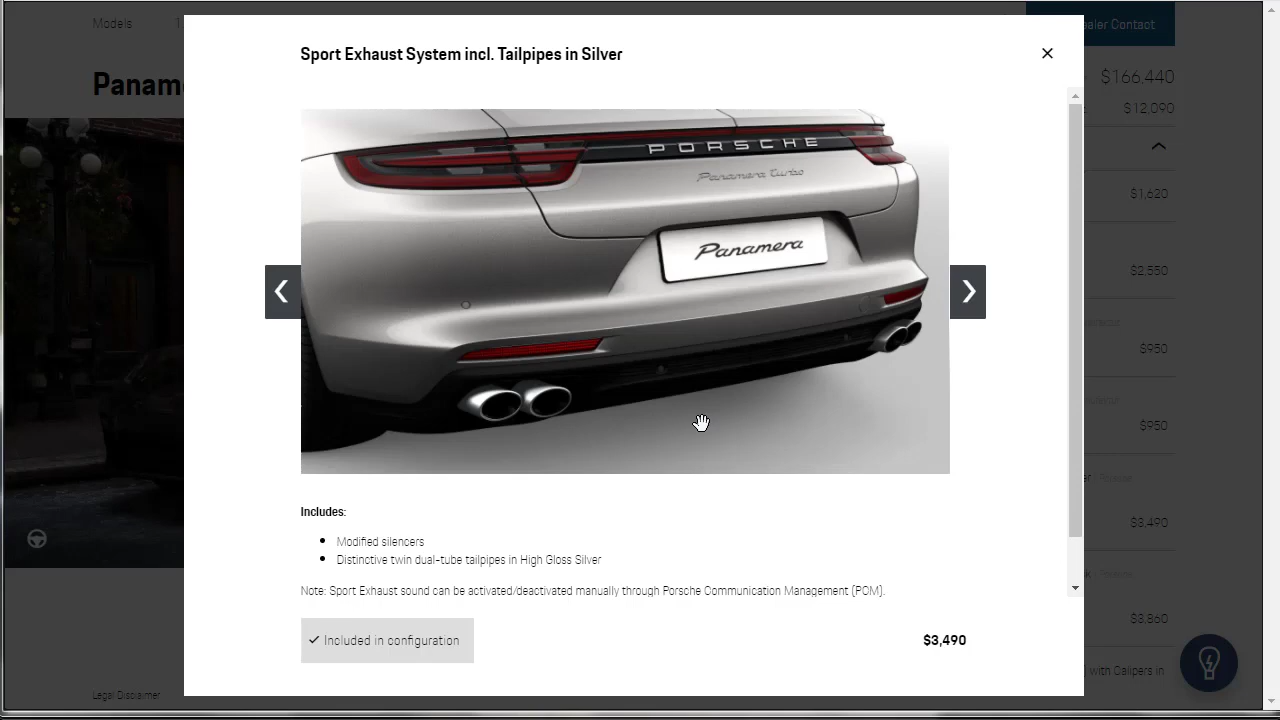 Models
1
ealer Contact
Sport Exhaust System incl. Tailpipes in Silver
Panam
$166,440
$12,090
PORSCHE
Panamera turbo
Panamera
$1,620
$2,550
$950
$950
$3,490
$3,860
Includes:
Modified silencers
Distinctive twin dual-tube tailpipes in High Gloss Silver
Note: Sport Exhaust sound can be activated/deactivated manually through Porsche Communication Management (PCM).
Included in configuration
$3,490
) with Calipers in
Legal Disclaimer